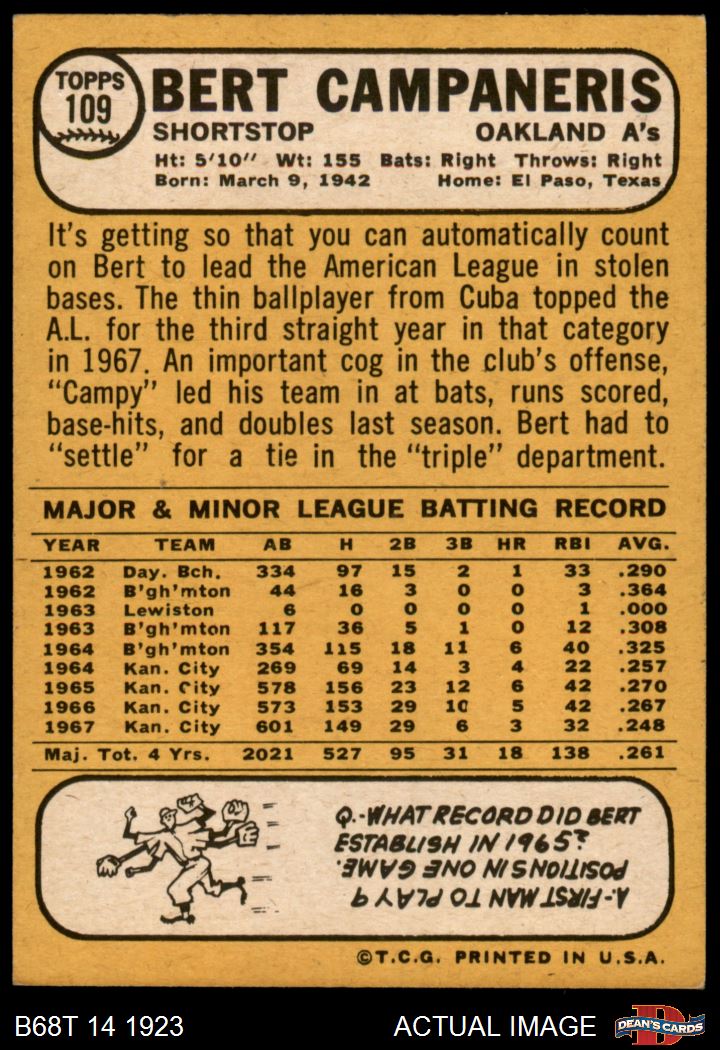 TOPPS
109
BERT CAMPANERIS
SHORTSTOP OAKLAND A's
Ht: 5'10" Wt: 155 Bats: Right Throws: Right
Born: March 9, 1942 Home: El Paso, Texas
It's getting so that you can automatically count
on Bert to lead the American League in stolen
bases. The thin ballplayer from Cuba topped the
A.L. for the third straight year in that category
in 1967. An important cog in the club's offense,
"Campy" led his team in at bats, runs scored,
base-hits, and doubles last season. Bert had to
"settle" for a tie in the "triple" department.
MAJOR & MINOR LEAGUE BATTING RECORD
YEAR TEAM AB H 2B 3B HR RBI AVG.
1962 Day. Bch. 334 97 15 2 1 33 .290
1962 B'gh'mton 44 16 3 0 0 3 .364
1963 Lewiston 6 0 0 0 0 1 .000
1963 B'gh'mton 117 36 5 1 0 12 .308
1964 B'gh'mton 354 115 18 11 6 40 .325
1964 Kan. City 269 69 14 3 4 22 .257
1965 Kan. City 578 156 23 12 6 42 .270
1966 Kan. City 573 153 29 10 5 42 .267
1967 Kan. City 601 149 29 6 3 32 .248
Maj. Tot. 4 Yrs. 2021 527 95 31 18 138 .261
Q.-WHAT RECORD DID BERT
ESTABLISH IN 1965?
A.-FIRST MAN TO PLAY 9
POSITIONS IN ONE GAME.
©T.C.G. PRINTED IN U.S.A.
B68T 14 1923 ACTUAL IMAGE
D
DEAN'S CARDS